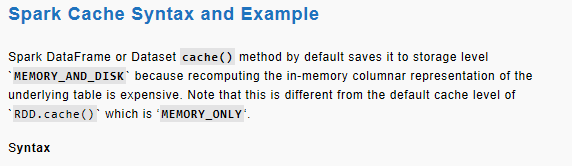 Spark Cache Syntax and Example
Spark DataFrame or Dataset cache() method by default saves it to storage level
`MEMORY_AND_DISK` because recomputing the in-memory columnar representation of the
underlying table is expensive. Note that this is different from the default cache level of
`RDD.cache()` which is ‘MEMORY_ONLY‘.
Syntax